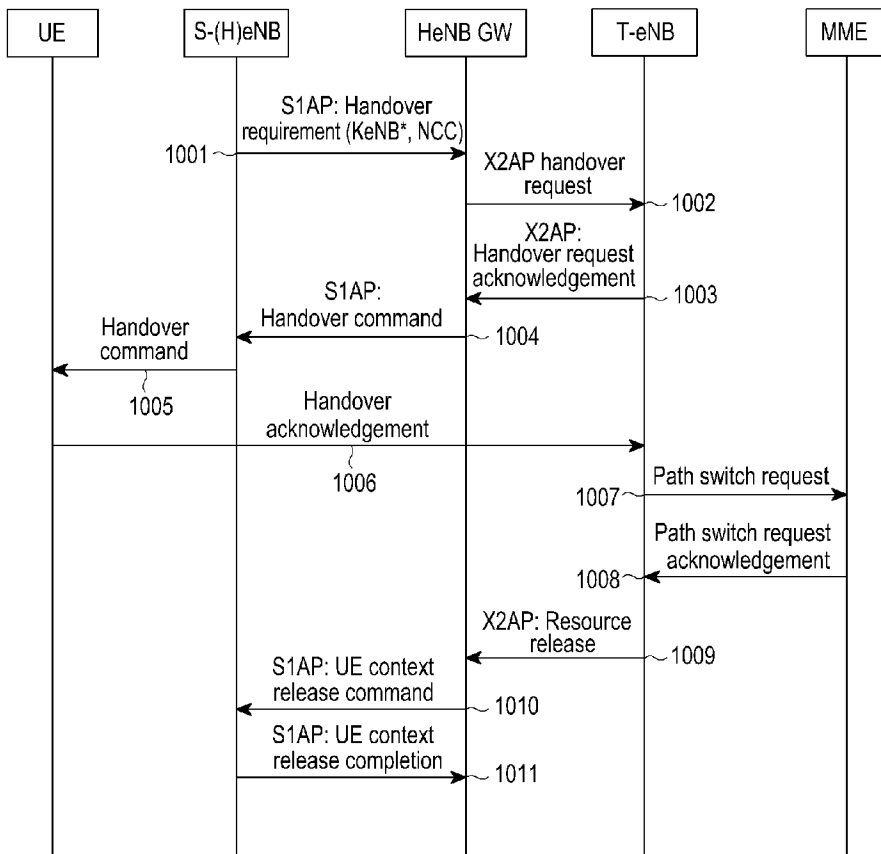 UE
S-(H)eNB
HeNB GW
T-eNB
MME
S1AP: Handover
requirement (KeNB*, NCC)
1001
X2AP handover
request
1002
X2AP:
Handover request
acknowledgement
1003
S1AP:
Handover command
1004
Handover
command
1005
Handover
acknowledgement
1006
Path switch request
1007
Path switch request
acknowledgement
1008
X2AP: Resource
release
1009
S1AP: UE context
release command
1010
S1AP: UE context
release completion
1011